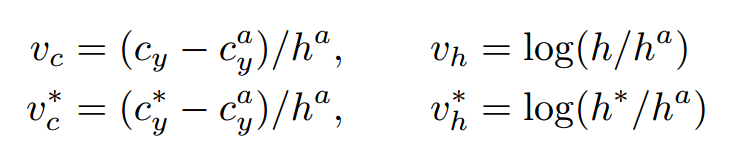 v_c = (c_y − c_y^a)/h^a, v_h = log(h/h^a)
v_c^* = (c_y^* − c_y^a)/h^a, v_h^* = log(h^*/h^a)